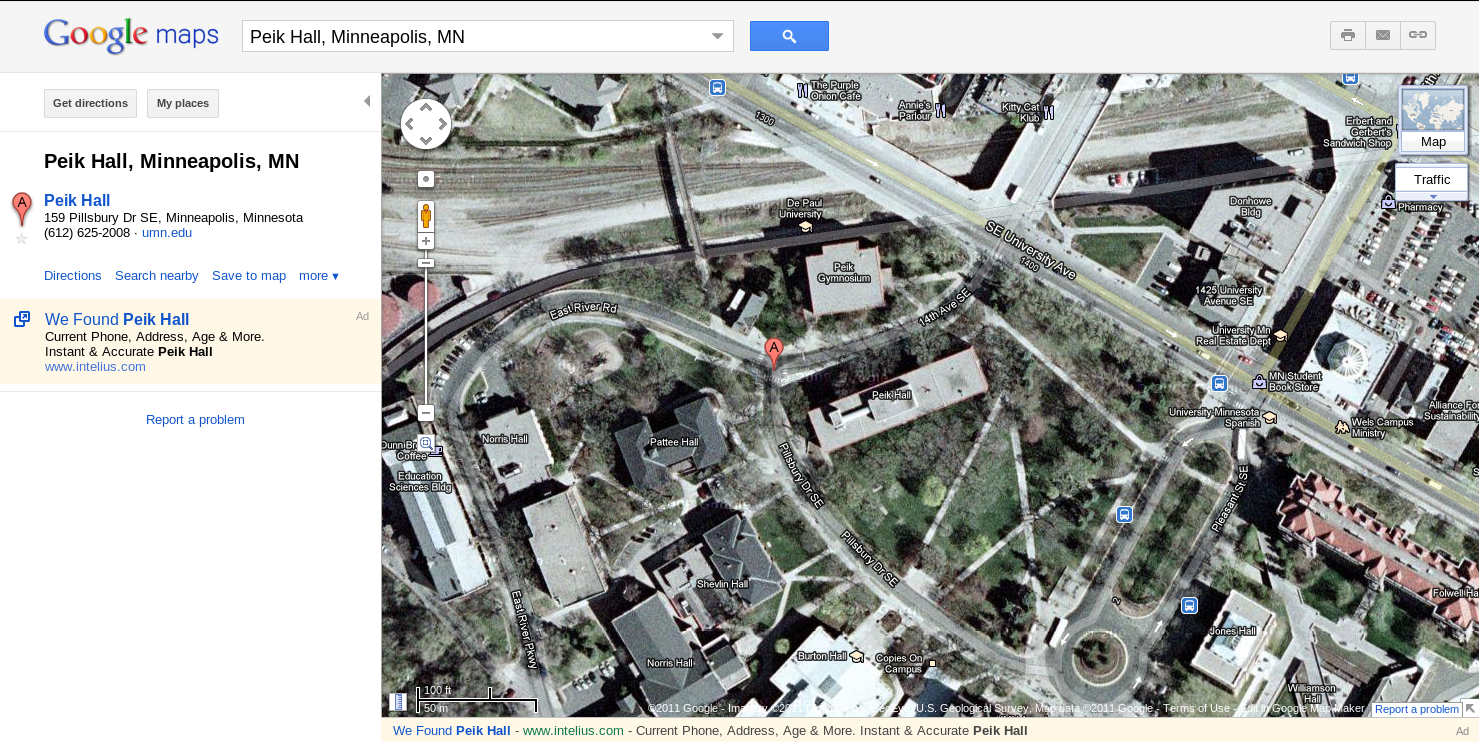 Google maps
Peik Hall, Minneapolis, MN
Get directions
My places
Peik Hall, Minneapolis, MN
A
Peik Hall
159 Pillsbury Dr SE, Minneapolis, Minnesota
(612) 625-2008 · umn.edu
Directions Search nearby Save to map more ▾
We Found Peik Hall
Ad
Current Phone, Address, Age & More.
Instant & Accurate Peik Hall
www.intelius.com
Report a problem
The Purple
Onion Cafe
Annie's
Parlour
Kitty Cat
Klub
1300
Erbert and
Gerbert's
Sandwich Shop
Map
Traffic
Pharmacy
De Paul
University
Donhowe
Bldg
SE University Ave
1400
Peik
Gymnasium
1425 University
Avenue SE
East River Rd
14th Ave SE
University Mn
Real Estate Dept
A
MN Student
Book Store
Peik Hall
University-Minnesota
Spanish
Wels Campus
Ministry
Alliance For
Sustainability
Norris Hall
Pattee Hall
Coffee
Education
Sciences Bldg
Pillsbury Dr SE
Pleasant St SE
Pillsbury Dr SE
Shevlin Hall
East River Pkwy
2
Folwell Ha
Jones Hall
Norris Hall
Burton Hall
Copies On
Campus
Williamson
Hall
100 ft
50 m
©2011 Google - Imagery ©2011 U.S. Geological Survey, Map data ©2011 Google - Terms of Use - Edit in Google Map Maker
Report a problem
We Found Peik Hall - www.intelius.com - Current Phone, Address, Age & More. Instant & Accurate Peik Hall
Ad